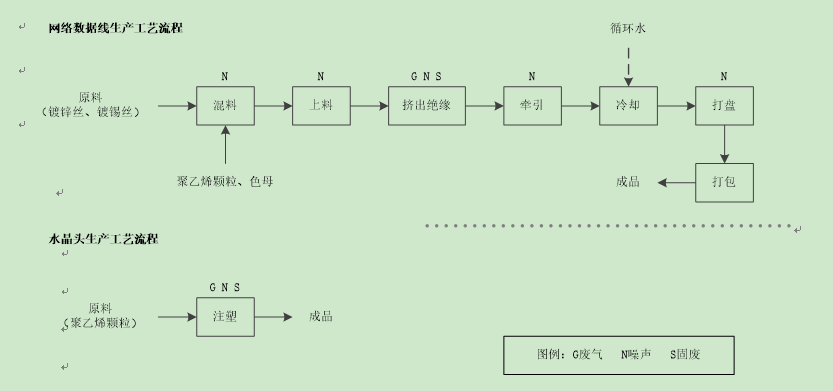 网络数据线生产工艺流程
循环水
N
N
G N S
N
N
原料
（镀锌丝、镀锡丝）
混料
上料
挤出绝缘
牵引
冷却
打盘
聚乙烯颗粒、色母
成品
打包
水晶头生产工艺流程
G N S
原料
（聚乙烯颗粒）
注塑
成品
图例：G废气 N噪声 S固废